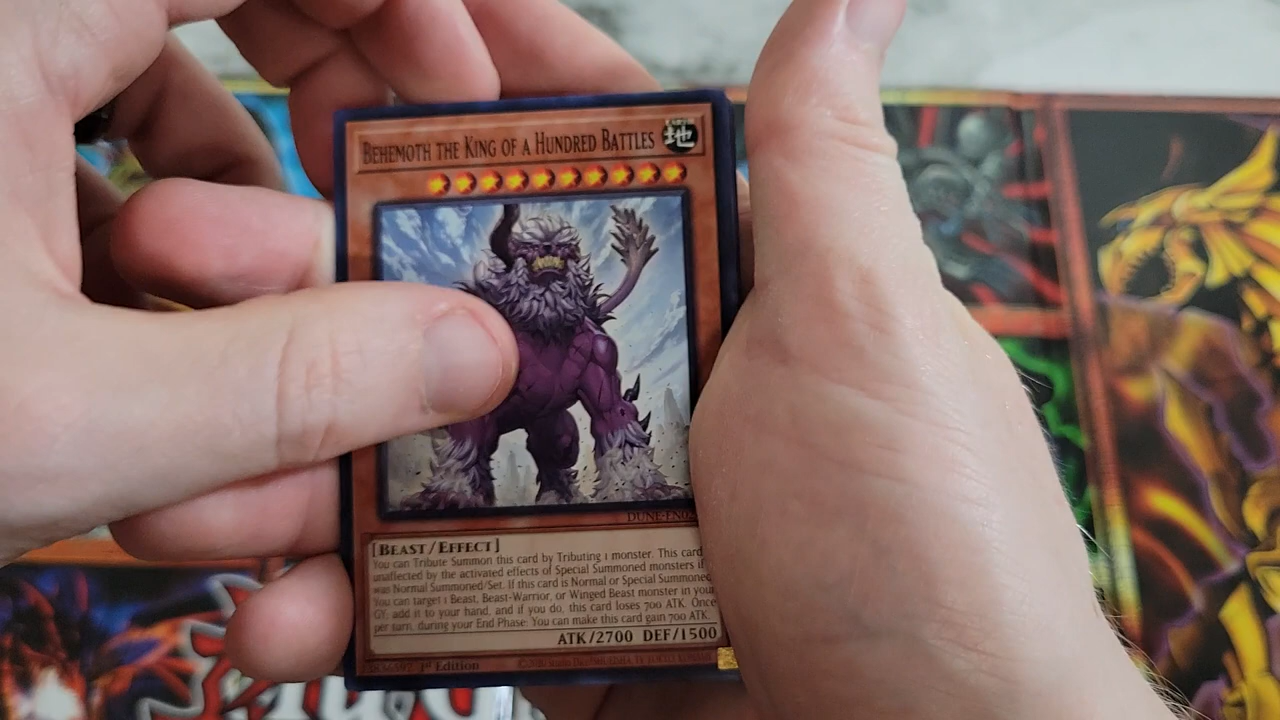 BEHEMOTH THE KING OF A HUNDRED BATTLES
EARTH
地
DUNE-EN02
[BEAST/EFFECT]
You can Tribute Summon this card by Tributing 1 monster. This card
unaffected by the activated effects of Special Summoned monsters if
was Normal Summoned/Set. If this card is Normal or Special Summoned
You can target 1 Beast, Beast-Warrior, or Winged Beast monster in your
GY; add it to your hand, and if you do, this card loses 700 ATK. Once
per turn, during your End Phase: You can make this card gain 700 ATK.
ATK/2700 DEF/1500
1st Edition